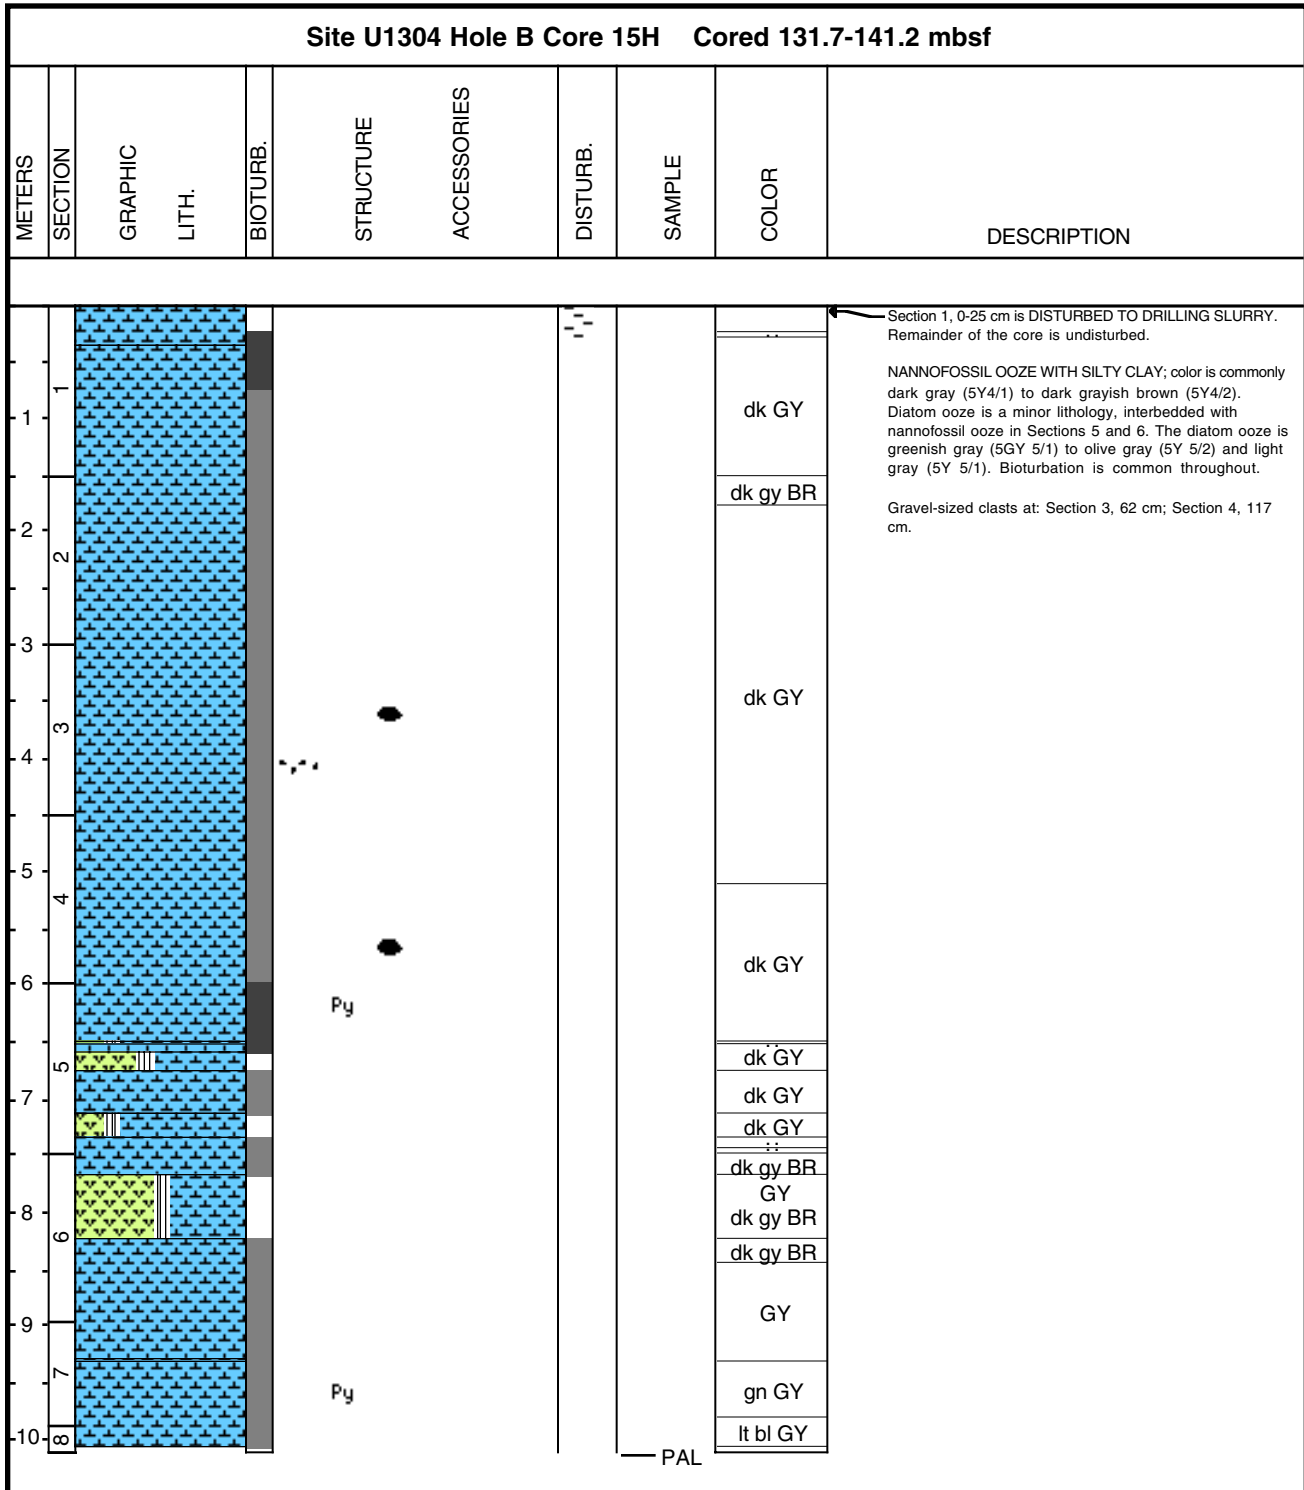 Site U1304 Hole B Core 15H Cored 131.7-141.2 mbsf
METERS
SECTION
GRAPHIC
LITH.
BIOTURB.
STRUCTURE
ACCESSORIES
DISTURB.
SAMPLE
COLOR
DESCRIPTION
Section 1, 0-25 cm is DISTURBED TO DRILLING SLURRY.
Remainder of the core is undisturbed.
NANNOFOSSIL OOZE WITH SILTY CLAY; color is commonly
dark gray (5Y4/1) to dark grayish brown (5Y4/2).
Diatom ooze is a minor lithology, interbedded with
nannofossil ooze in Sections 5 and 6. The diatom ooze is
greenish gray (5GY 5/1) to olive gray (5Y 5/2) and light
gray (5Y 5/1). Bioturbation is common throughout.
Gravel-sized clasts at: Section 3, 62 cm; Section 4, 117
cm.
1
1
dk GY
dk gy BR
2
2
3
3
dk GY
4
5
4
dk GY
6
Py
5
dk GY
7
dk GY
dk GY
dk gy BR
GY
8
dk gy BR
6
dk gy BR
9
GY
7
Py
gn GY
10
8
lt bl GY
PAL